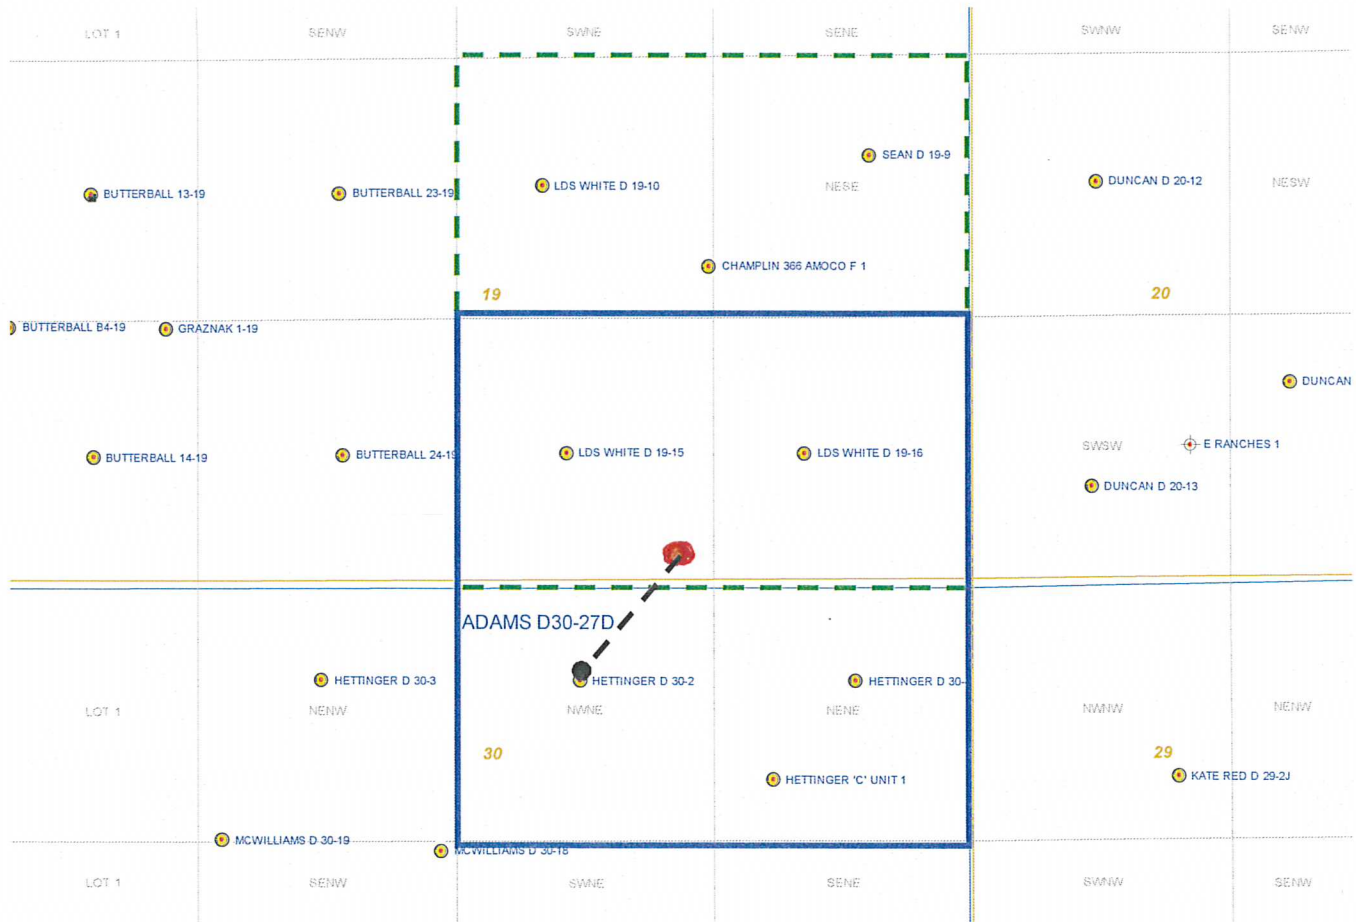 LOT 1
SENW
SWNE
SENE
SWNW
SENW
SEAN D 19-9
BUTTERBALL 13-19
BUTTERBALL 23-19
LDS WHITE D 19-10
NESE
DUNCAN D 20-12
NESW
CHAMPLIN 366 AMOCO F 1
19
20
BUTTERBALL B4-19
GRAZNAK 1-19
DUNCAN
BUTTERBALL 14-19
BUTTERBALL 24-19
LDS WHITE D 19-15
LDS WHITE D 19-16
SWSW
E RANCHES 1
DUNCAN D 20-13
ADAMS D30-27D
HETTINGER D 30-3
HETTINGER D 30-2
HETTINGER D 30-
LOT 1
NENW
NWNE
NENE
NWNW
NENW
30
29
HETTINGER 'C' UNIT 1
KATE RED D 29-2J
MCWILLIAMS D 30-19
MCWILLIAMS D 30-18
LOT 1
SENW
SWNE
SENE
SWNW
SENW